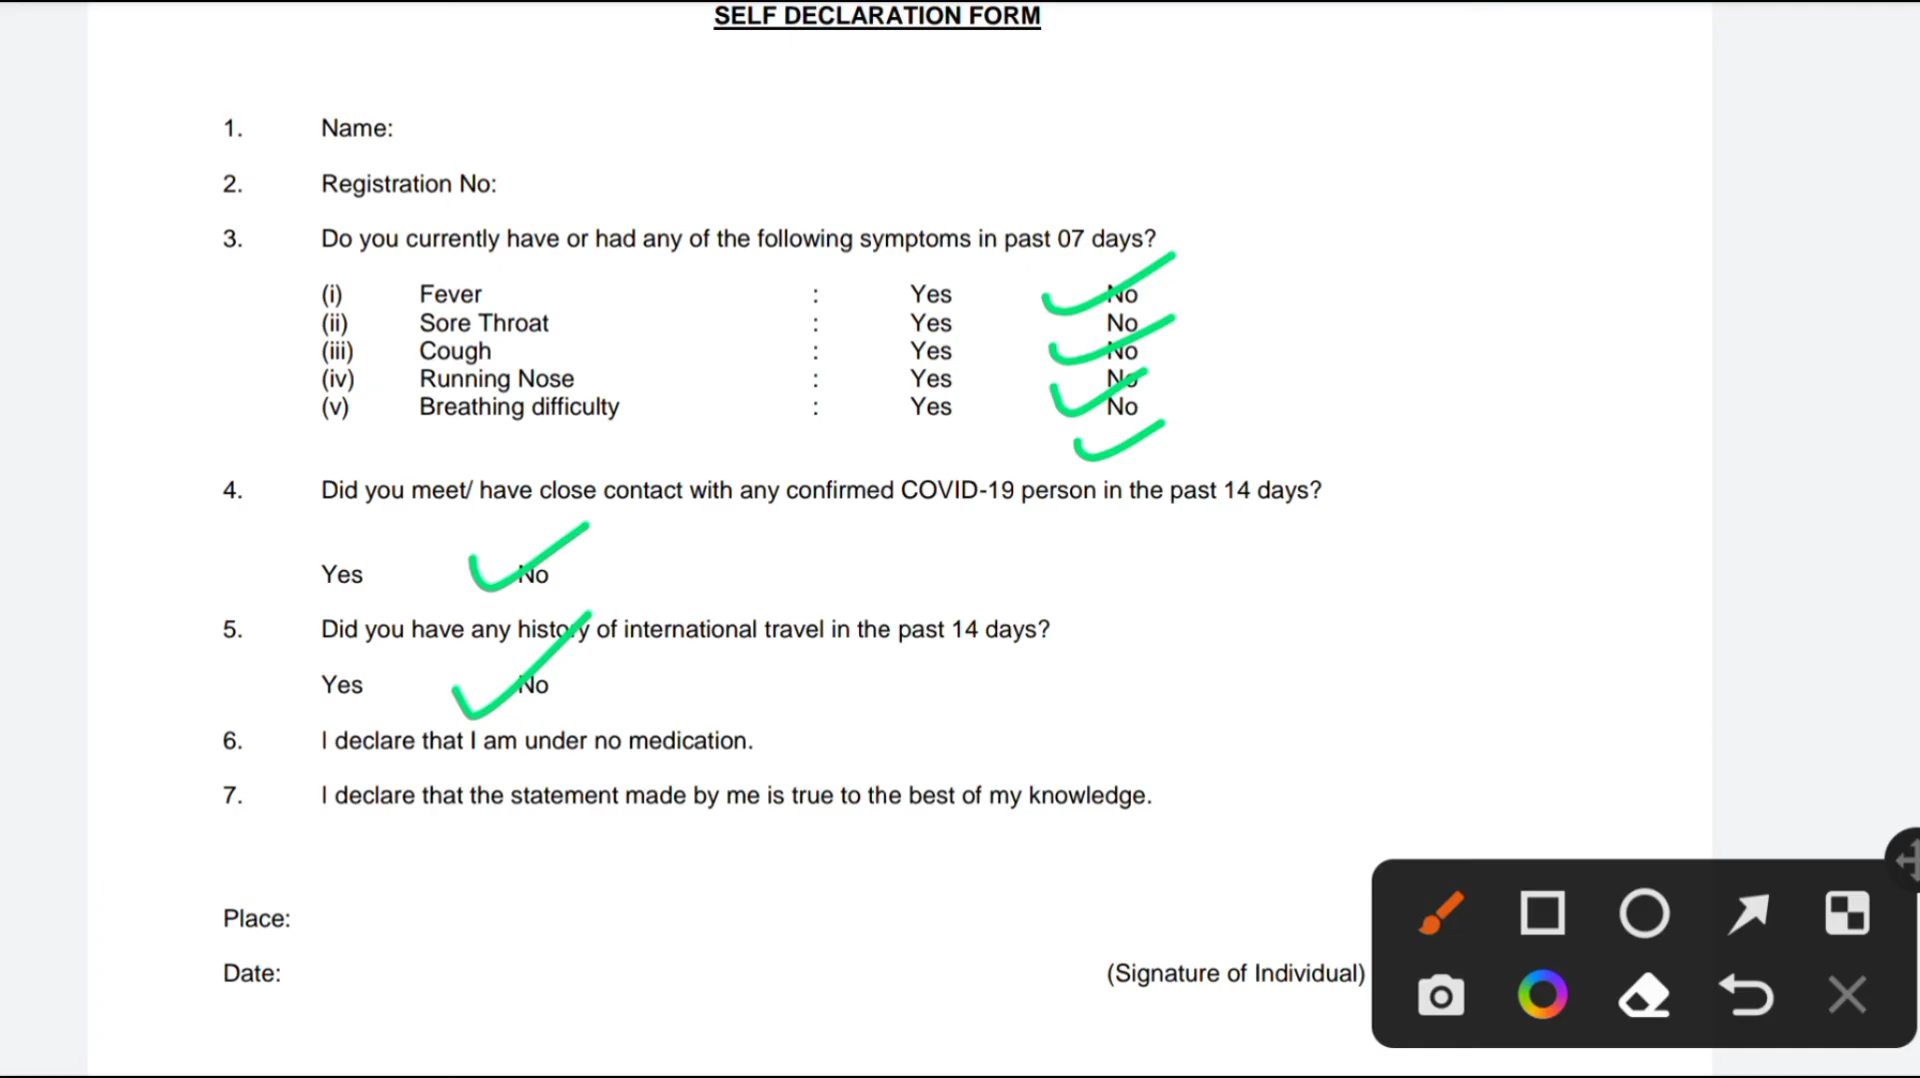 SELF DECLARATION FORM
1. Name:
2. Registration No:
3. Do you currently have or had any of the following symptoms in past 07 days?
(i) Fever : Yes No
(ii) Sore Throat : Yes No
(iii) Cough : Yes No
(iv) Running Nose : Yes No
(v) Breathing difficulty : Yes No
4. Did you meet/ have close contact with any confirmed COVID-19 person in the past 14 days?
Yes No
5. Did you have any history of international travel in the past 14 days?
Yes No
6. I declare that I am under no medication.
7. I declare that the statement made by me is true to the best of my knowledge.
Place:
Date: (Signature of Individual)